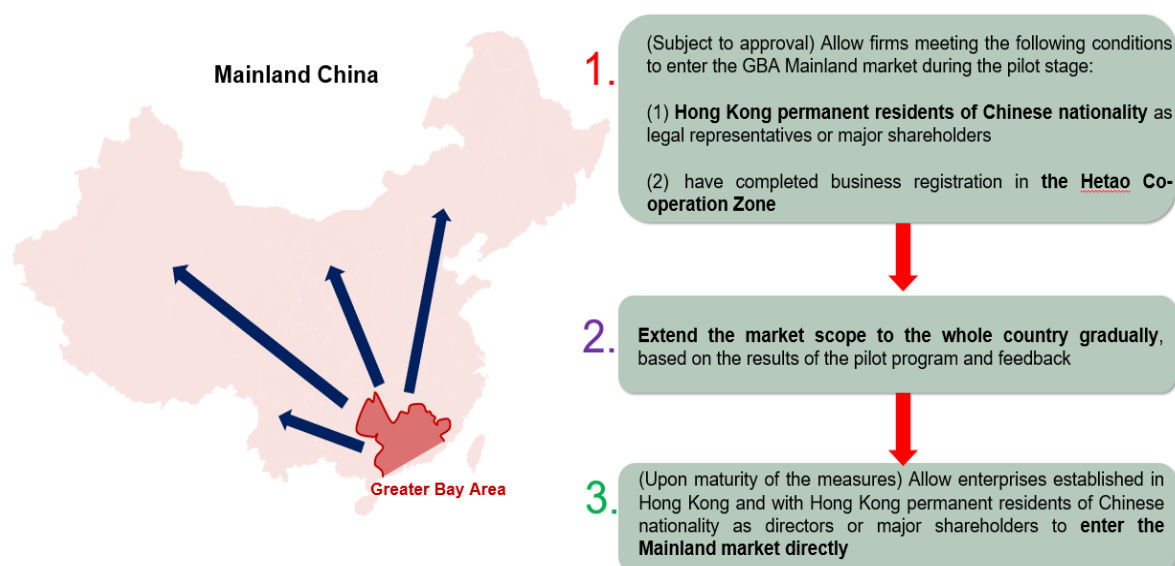 Mainland China
Greater Bay Area
1.
(Subject to approval) Allow firms meeting the following conditions
to enter the GBA Mainland market during the pilot stage:
(1) Hong Kong permanent residents of Chinese nationality as
legal representatives or major shareholders
(2) have completed business registration in the Hetao Co-
operation Zone
2.
Extend the market scope to the whole country gradually,
based on the results of the pilot program and feedback
3.
(Upon maturity of the measures) Allow enterprises established in
Hong Kong and with Hong Kong permanent residents of Chinese
nationality as directors or major shareholders to enter the
Mainland market directly